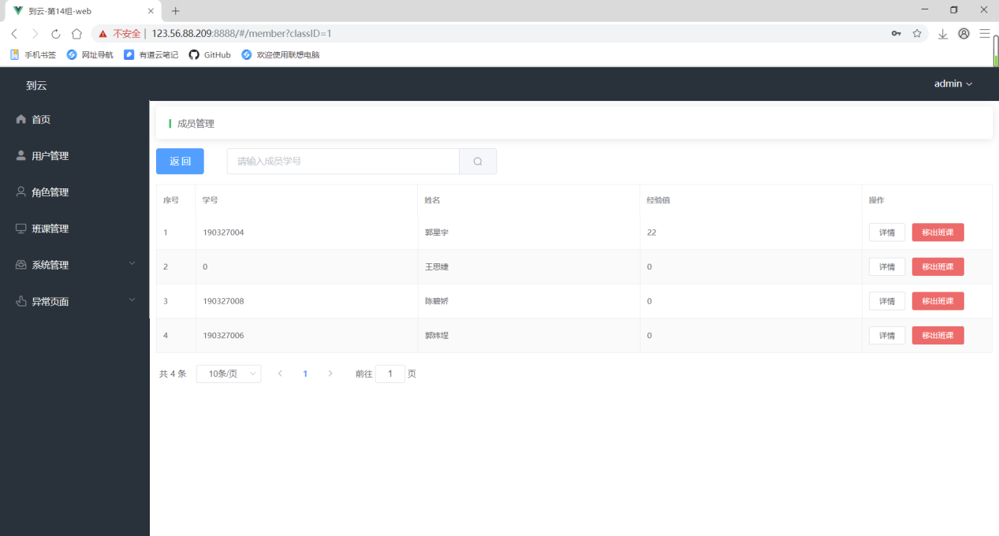 到云-第14组-web
不安全 | 123.56.88.209:8888/#/member?classID=1
手机书签 网址导航 有道云笔记 GitHub 欢迎使用联想电脑
到云 admin
首页
用户管理
角色管理
班课管理
系统管理
异常页面
成员管理
返回 请输入成员学号
序号 学号 姓名 经验值 操作
1 190327004 郭星宇 22 详情 移出班课
2 0 王思婕 0 详情 移出班课
3 190327008 陈碧娇 0 详情 移出班课
4 190327006 郭炜埕 0 详情 移出班课
共 4 条 10条/页 1 前往 1 页